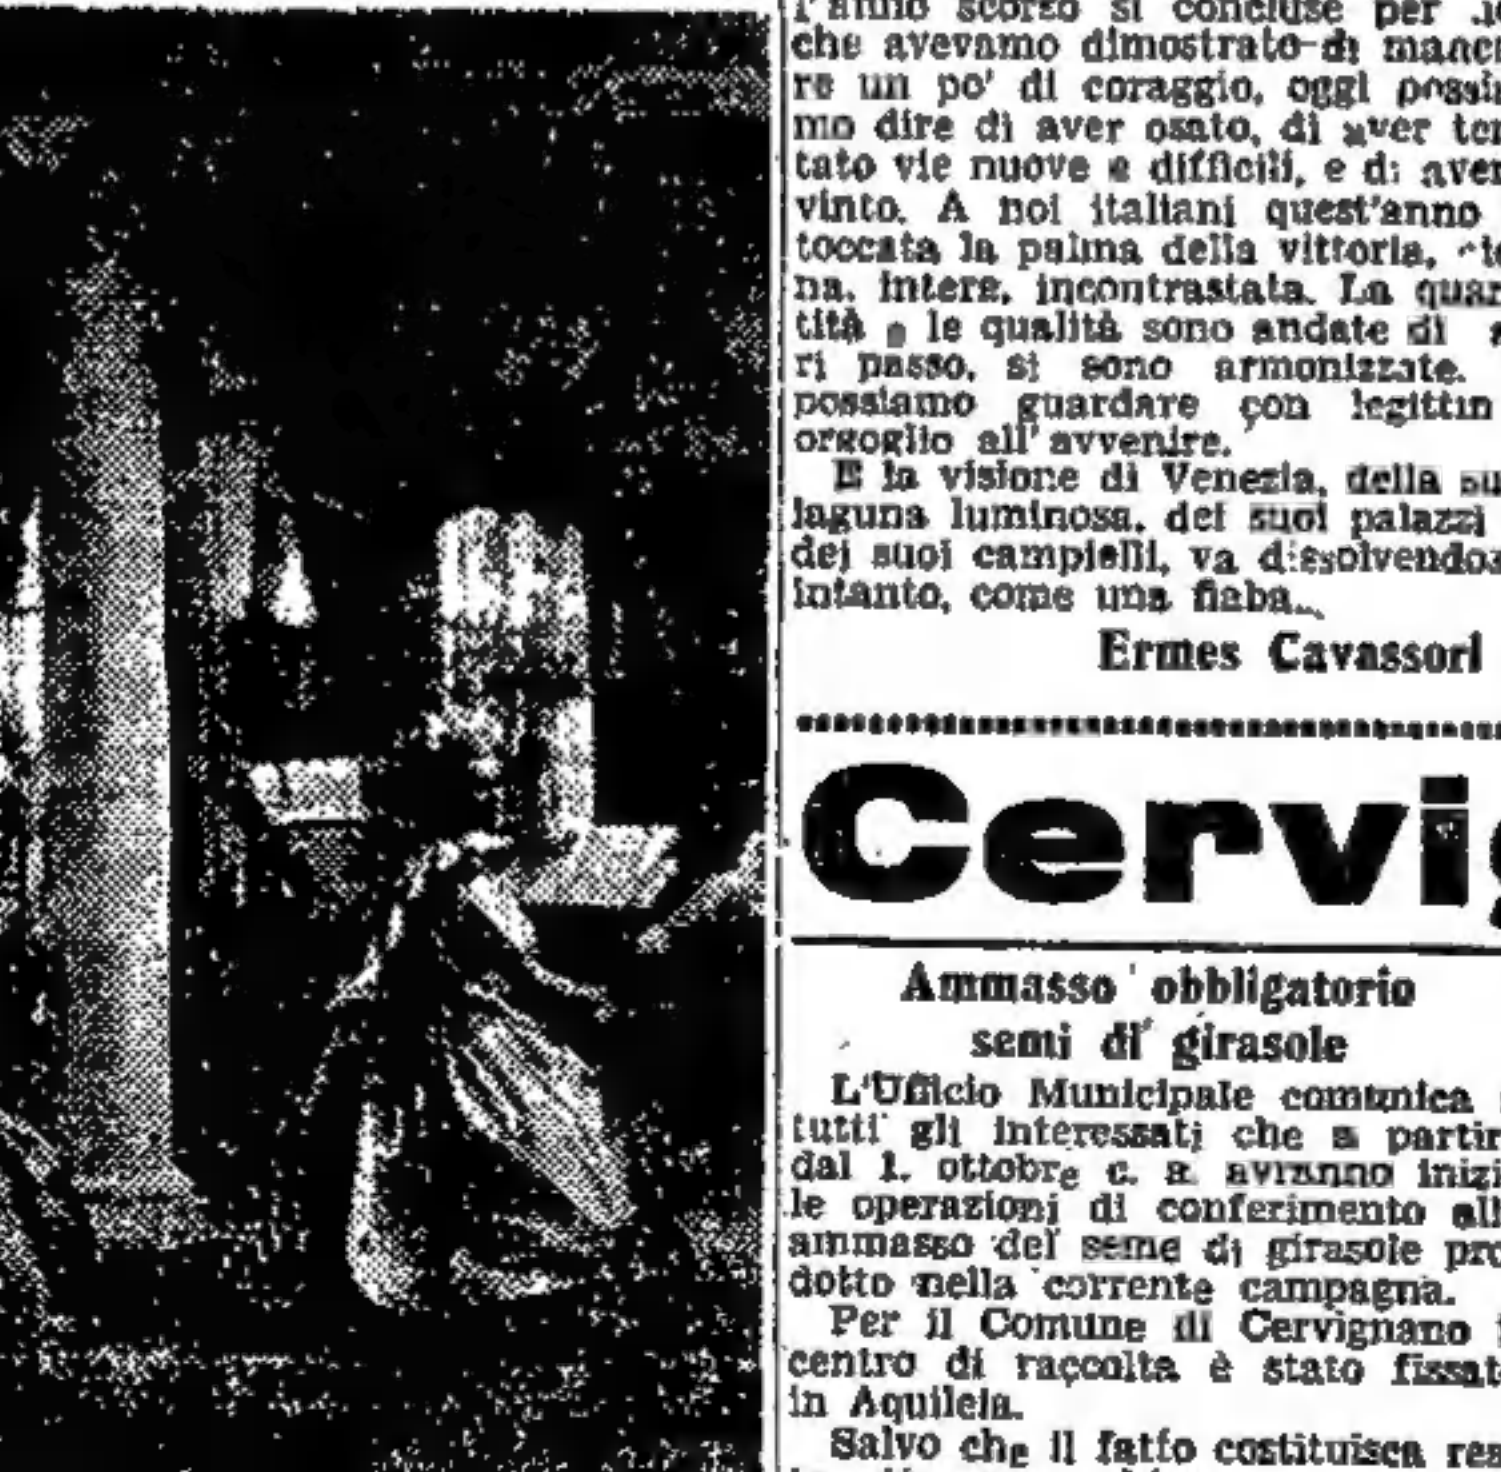 l'anno scorso si concluse per
che avevamo dimostrato di manc
re un po' di coraggio, oggi possia
mo dire di aver osato, di aver ten
tato vie nuove e difficili, e di aver
vinto. A noi italiani quest'anno
toccata la palma della vittoria,
na, intera, incontrastata. La quan
tità e le qualità sono andate di
ri passo, si sono armonizzate.
possiamo guardare con legittim
orgoglio all'avvenire.
E la visione di Venezia, della su
laguna luminosa, dei suoi palazzi
dei suoi campielli, va dissolvendos
intanto, come una fiaba...
Ermes Cavassori
Cervig
Ammasso obbligatorio
semi di girasole
L'Ufficio Municipale comunica
tutti gli interessati che a partir
dal 1. ottobre c. a. avranno inizi
le operazioni di conferimento all
ammasso del seme di girasole pro
dotto nella corrente campagna.
Per il Comune di Cervignano
centro di raccolta è stato fissat
in Aquileia.
Salvo che il fatto costituisca rea